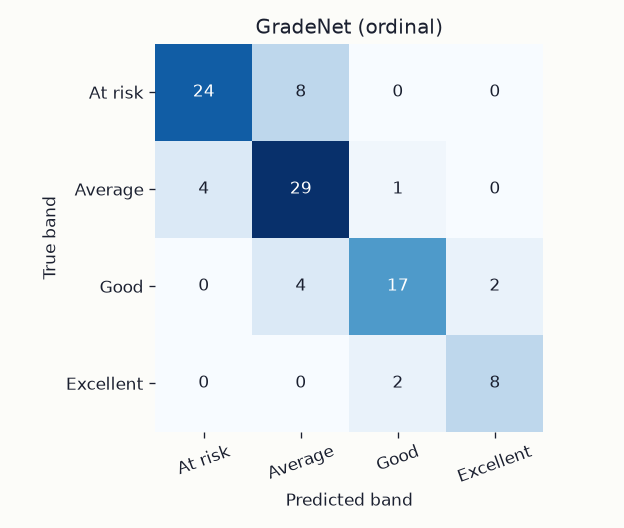 GradeNet (ordinal)
True band
At risk 24 8 0 0
Average 4 29 1 0
Good 0 4 17 2
Excellent 0 0 2 8
At risk Average Good Excellent
Predicted band